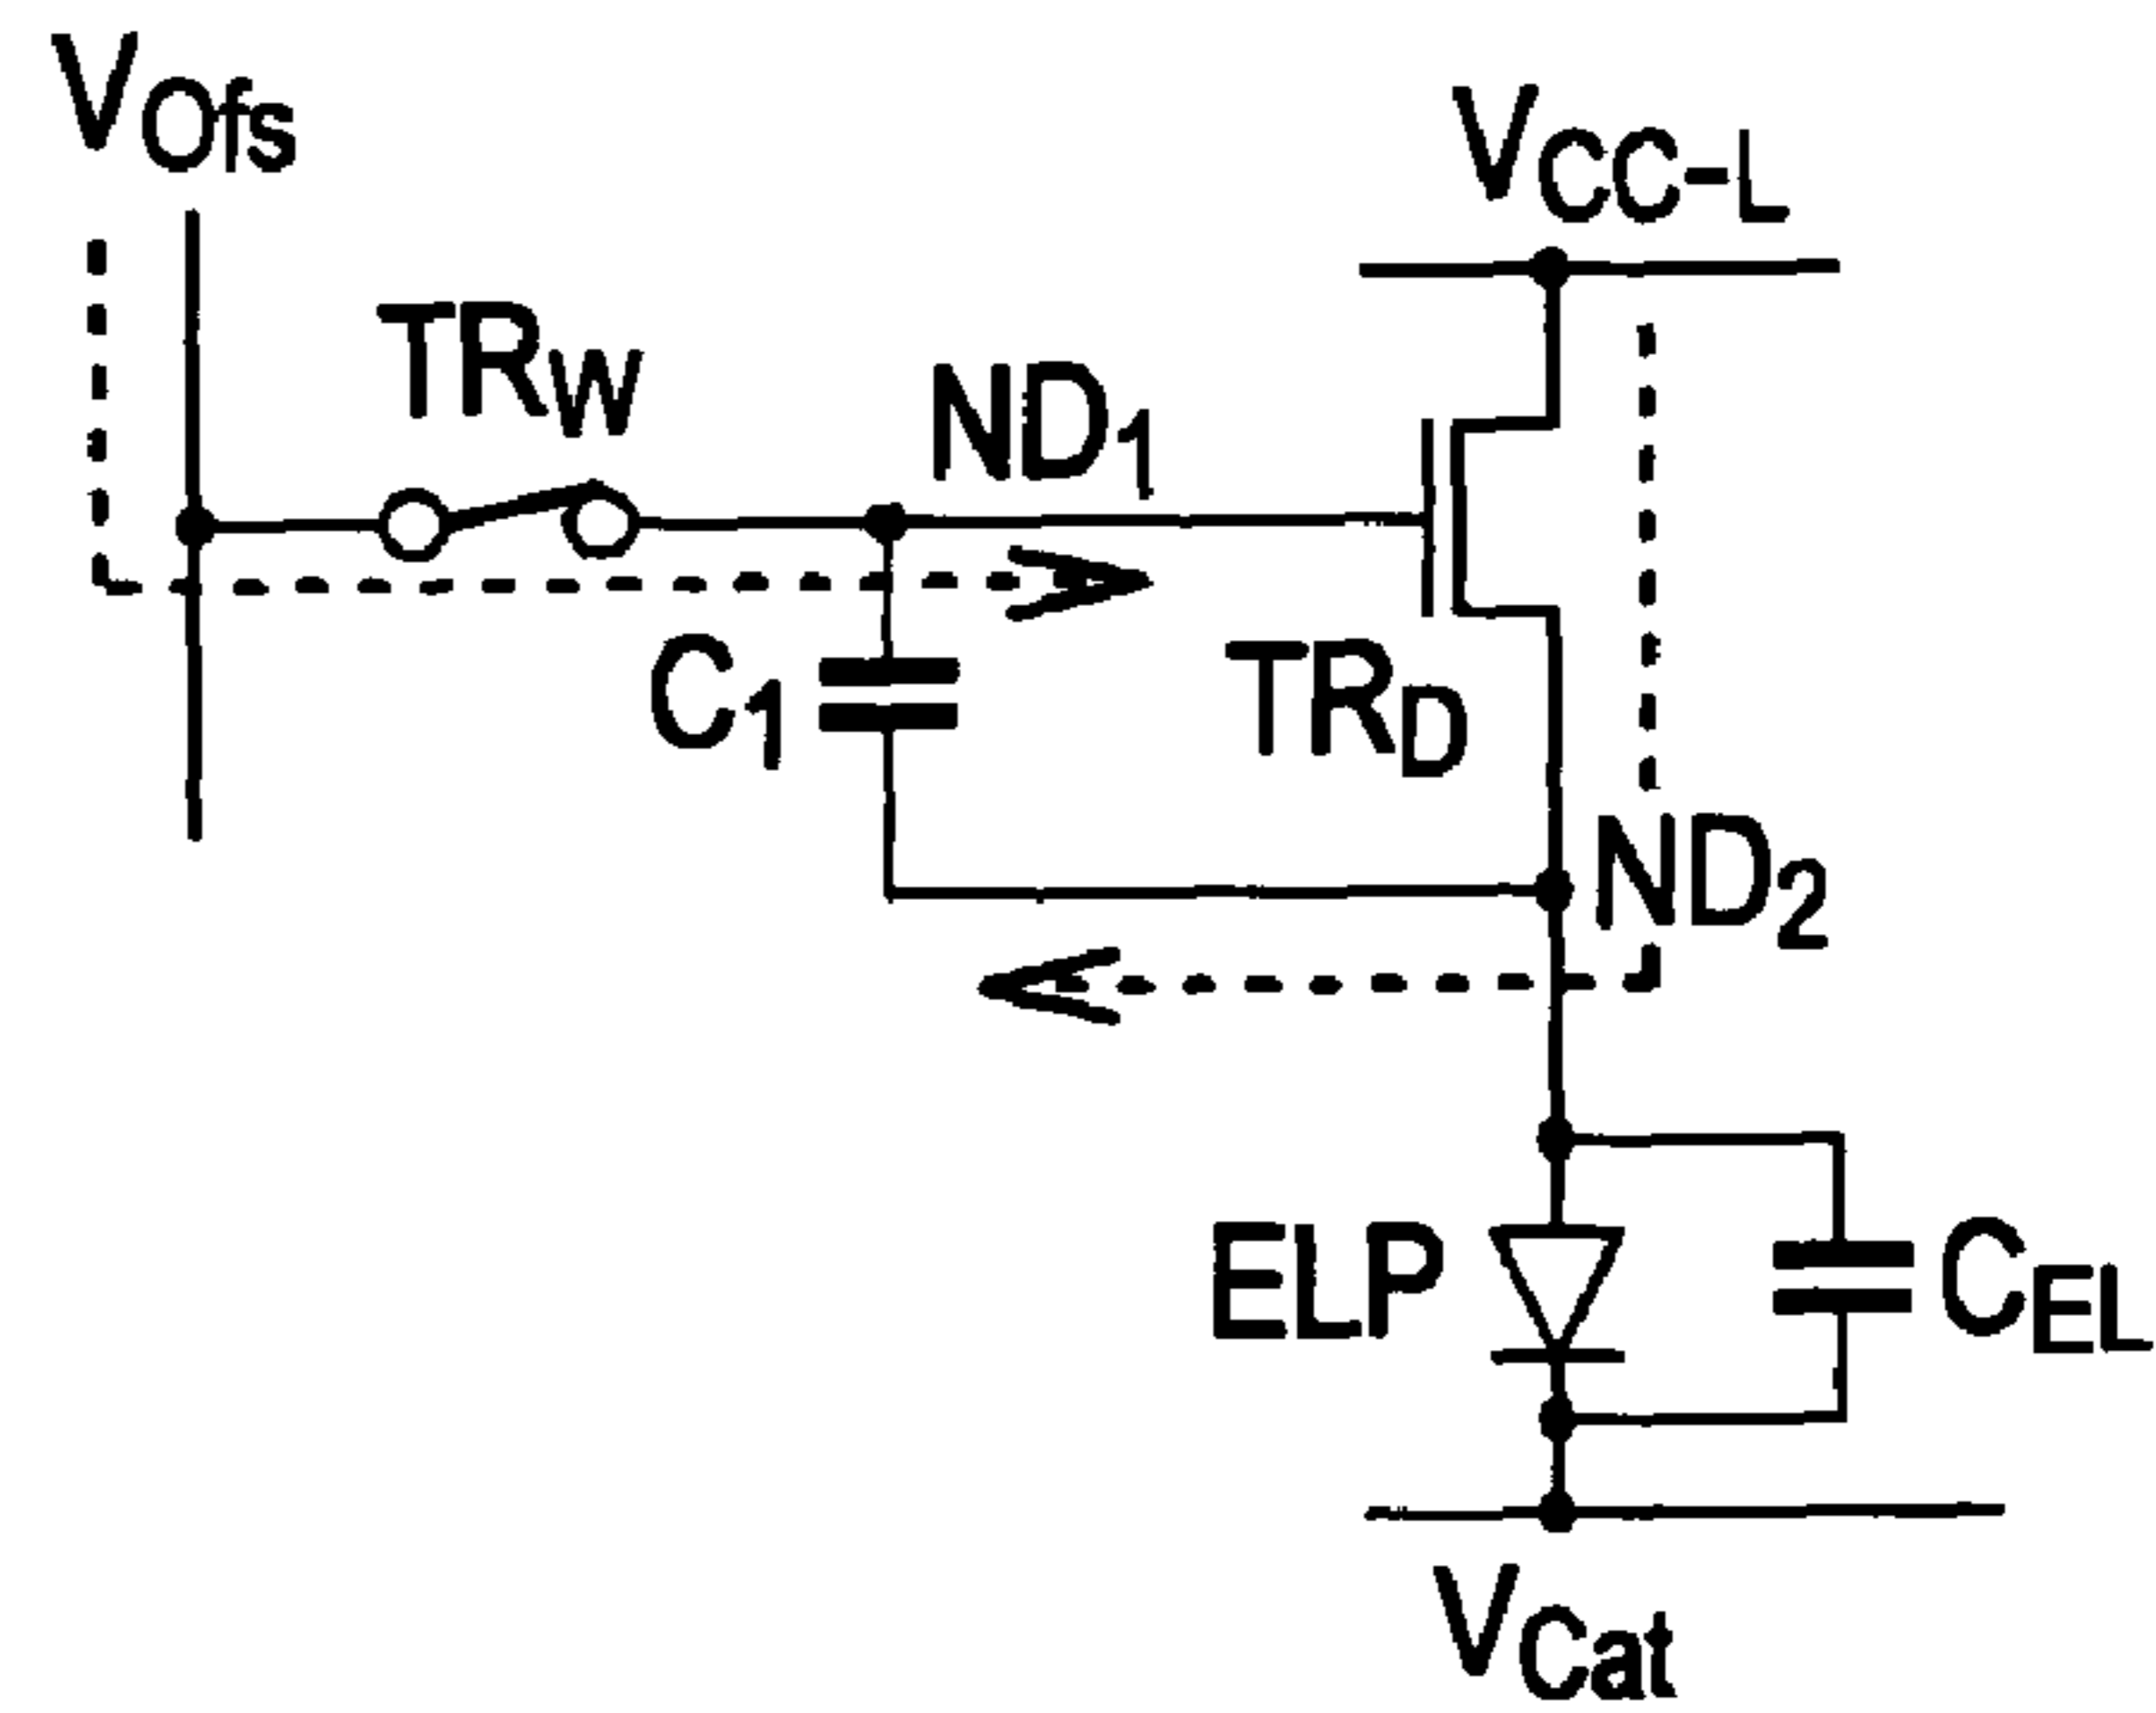 VOfs
VCC-L
TRW
ND1
C1
TRD
ND2
ELP
CEL
VCat